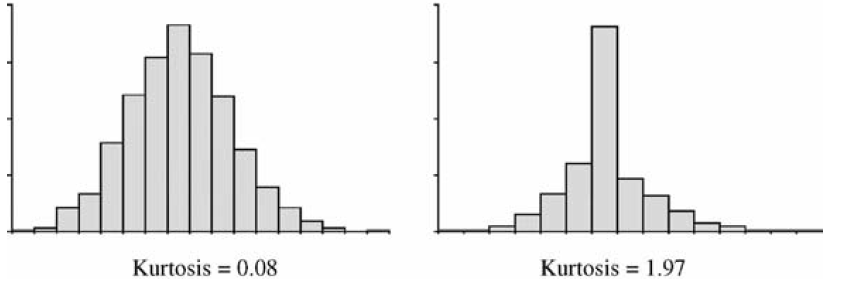 Kurtosis = 0.08
Kurtosis = 1.97